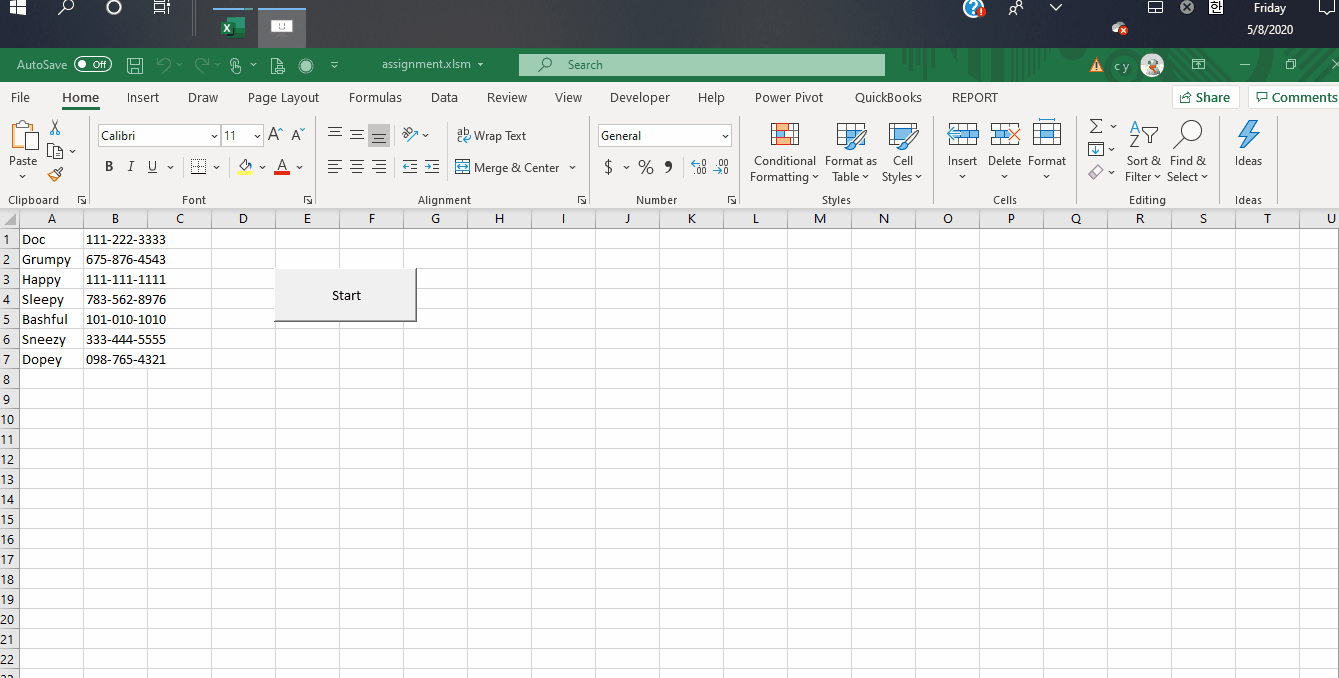 Friday
5/8/2020
AutoSave Off assignment.xlsm Search c y
File Home Insert Draw Page Layout Formulas Data Review View Developer Help Power Pivot QuickBooks REPORT Share Comments
Calibri 11 A A ab Wrap Text General
Paste B I U A Merge & Center $ % 9 .00 .0
Conditional Formatting Format as Table Cell Styles Insert Delete Format Sort & Filter Find & Select Ideas
Clipboard Font Alignment Number Styles Cells Editing Ideas
A B C D E F G H I J K L M N O P Q R S T U
1 Doc 111-222-3333
2 Grumpy 675-876-4543
3 Happy 111-111-1111
4 Sleepy 783-562-8976
Start
5 Bashful 101-010-1010
6 Sneezy 333-444-5555
7 Dopey 098-765-4321
8
9
10
11
12
13
14
15
16
17
18
19
20
21
22